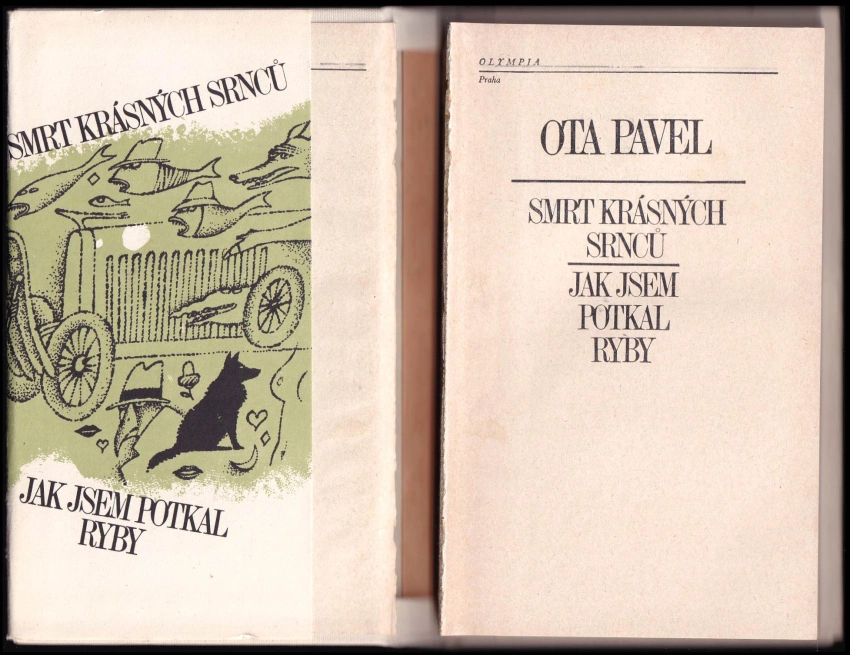 SMRT KRÁSNÝCH SRNCŮ
JAK JSEM POTKAL
RYBY
OLYMPIA
Praha
OTA PAVEL
SMRT KRÁSNÝCH
SRNCŮ
JAK JSEM
POTKAL
RYBY